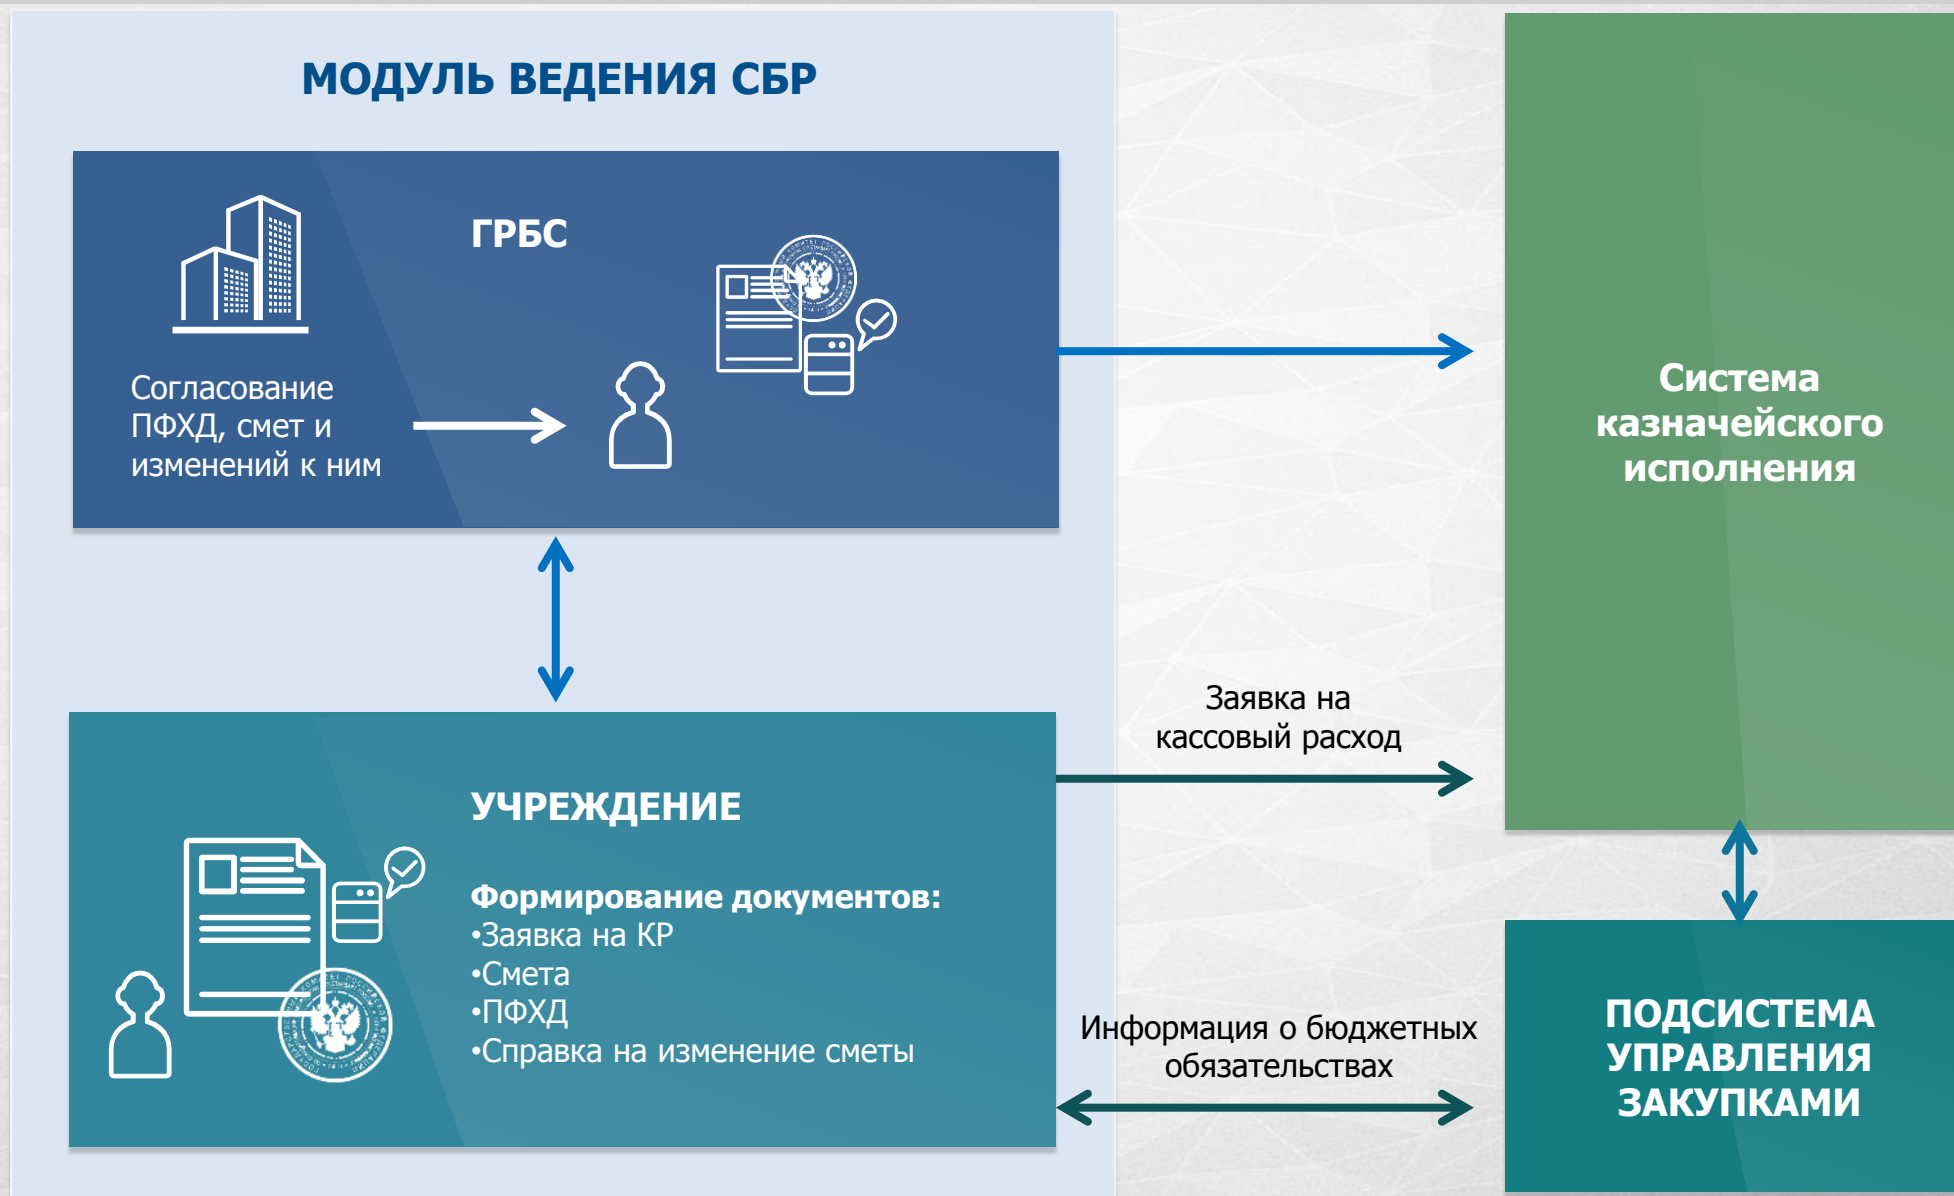 МОДУЛЬ ВЕДЕНИЯ СБР
ГРБС
Согласование
ПФХД, смет и
изменений к ним
Система
казначейского
исполнения
Заявка на
кассовый расход
УЧРЕЖДЕНИЕ
Формирование документов:
•Заявка на КР
•Смета
•ПФХД
•Справка на изменение сметы
Информация о бюджетных
обязательствах
ПОДСИСТЕМА
УПРАВЛЕНИЯ
ЗАКУПКАМИ